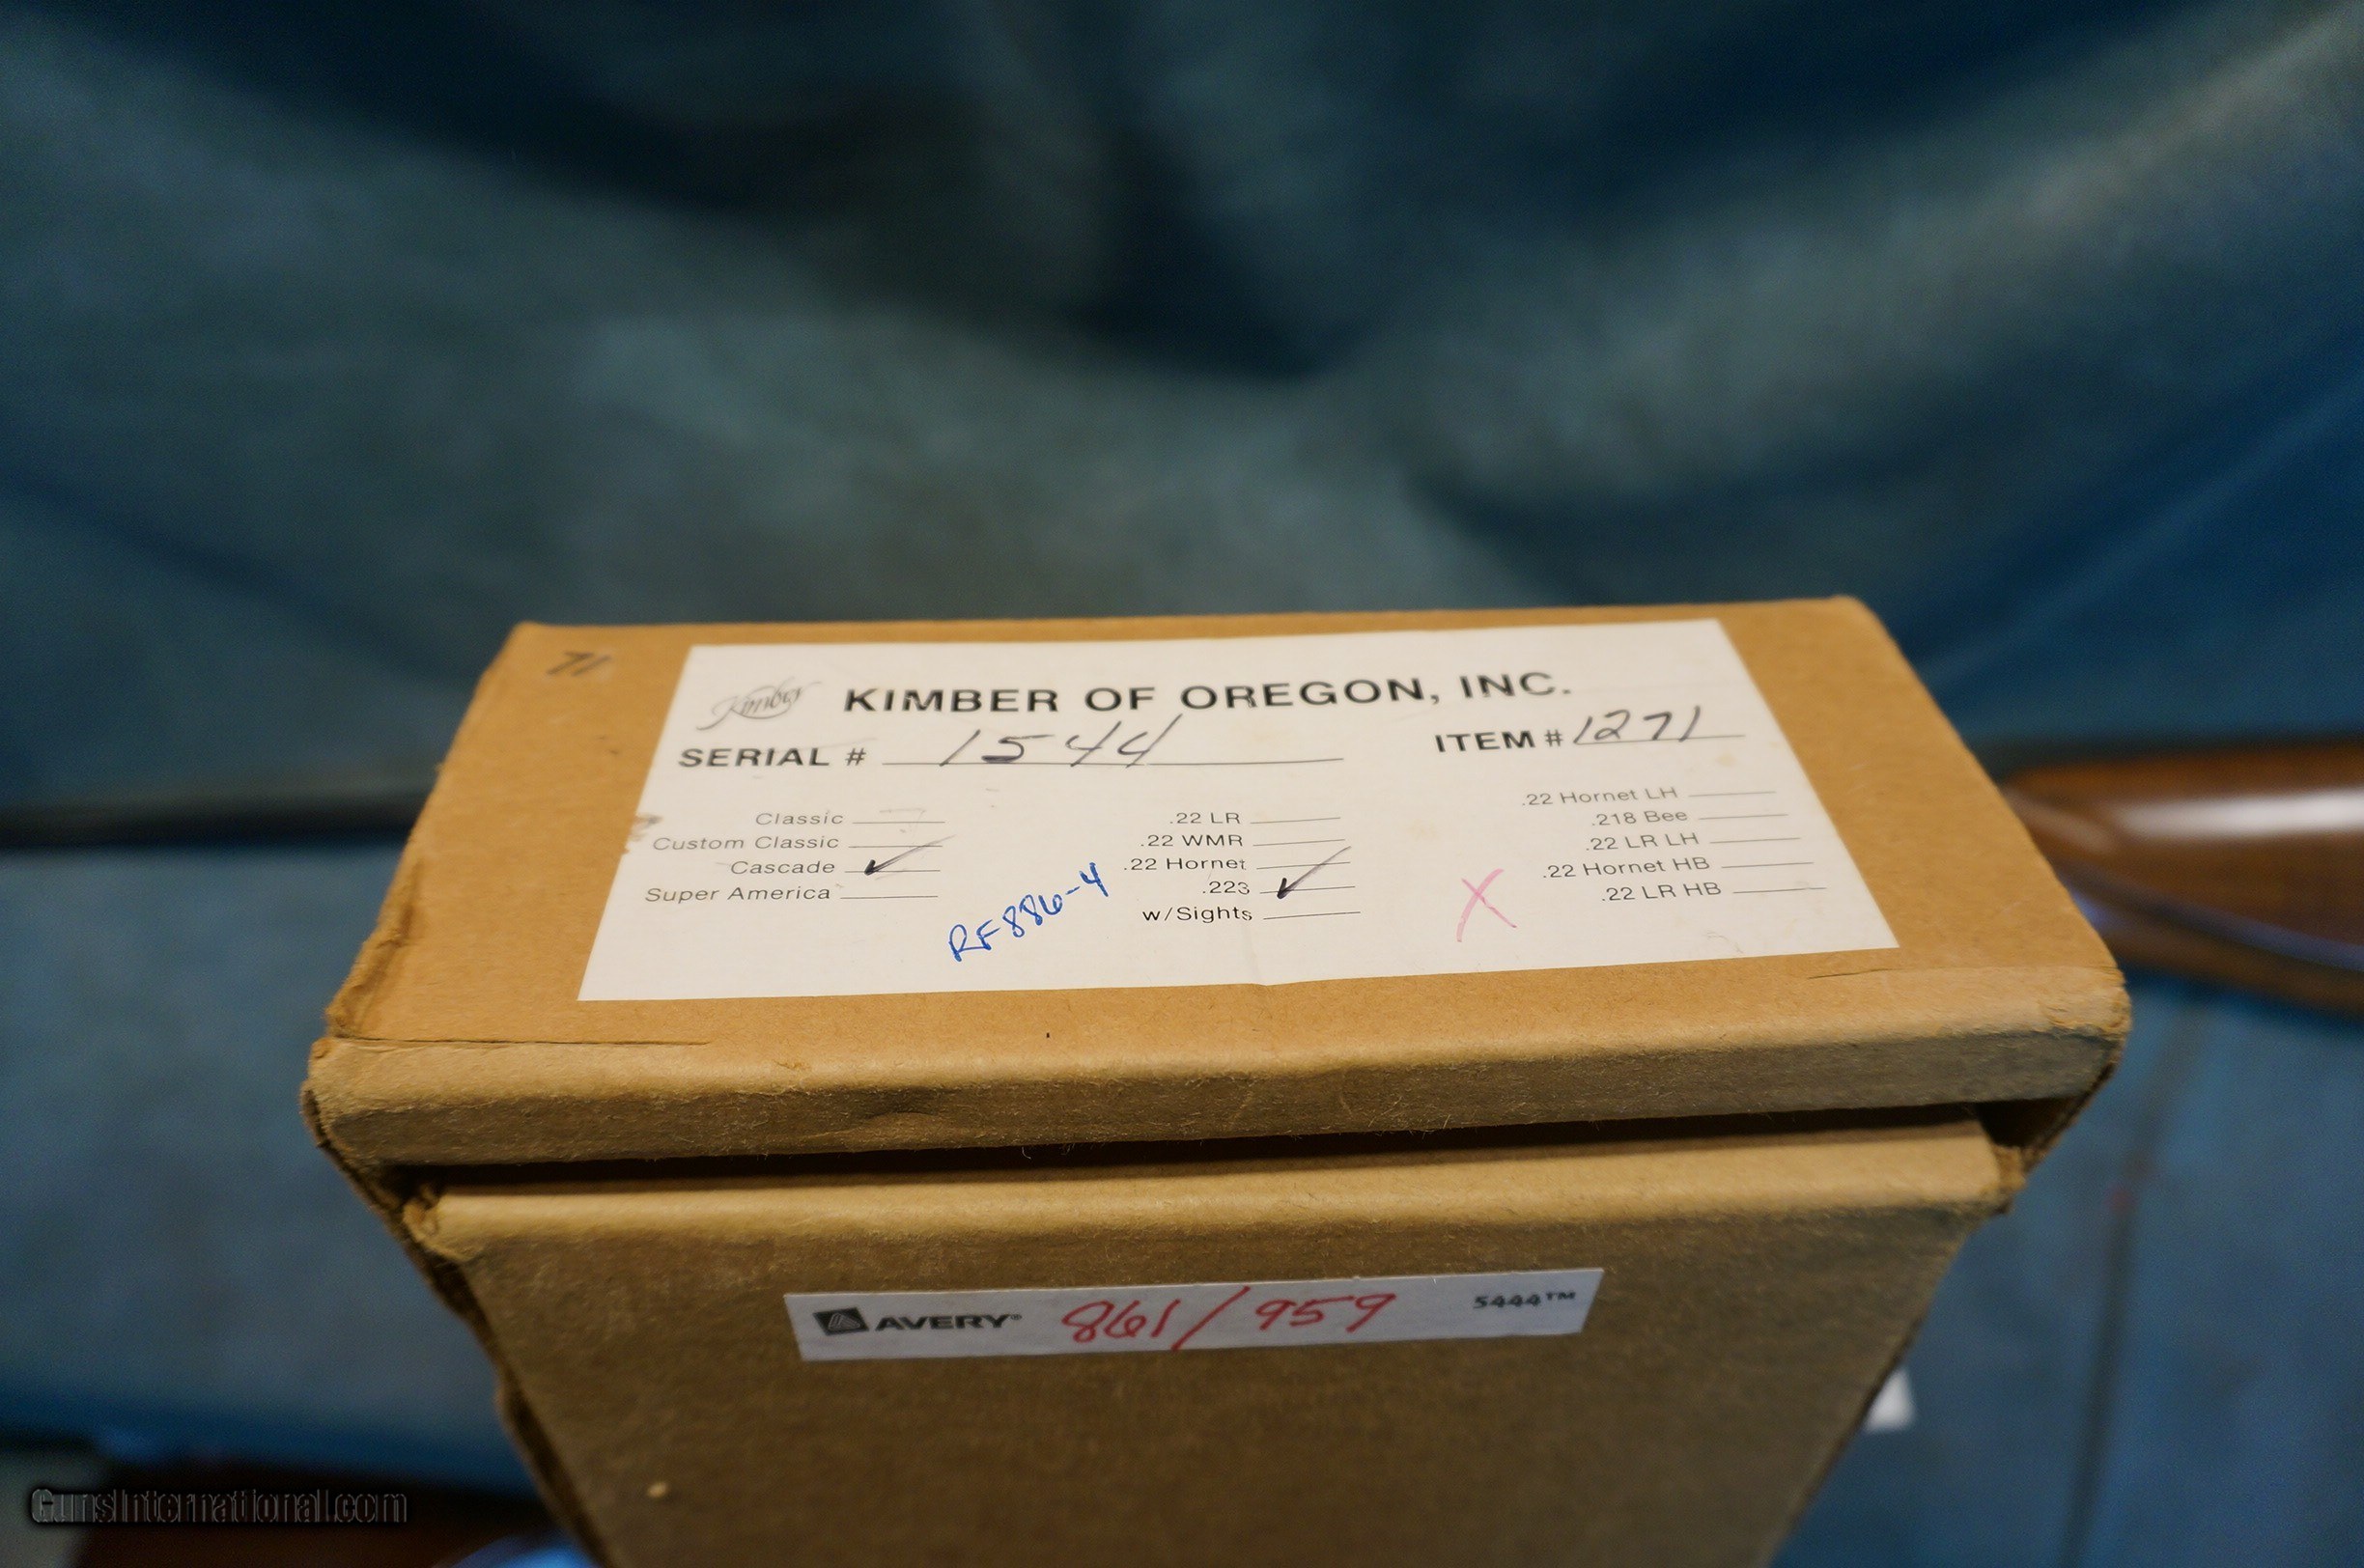 71
Kimber KIMBER OF OREGON, INC.
SERIAL # 1544 ITEM # 1271
Classic
Custom Classic
Cascade ✓
Super America
RF886-4
.22 LR
.22 WMR
.22 Hornet
.223 ✓
w/Sights
X
.22 Hornet LH
.218 Bee
.22 LR LH
.22 Hornet HB
.22 LR HB
AVERY® 861/959 5444™
GunsInternational.com